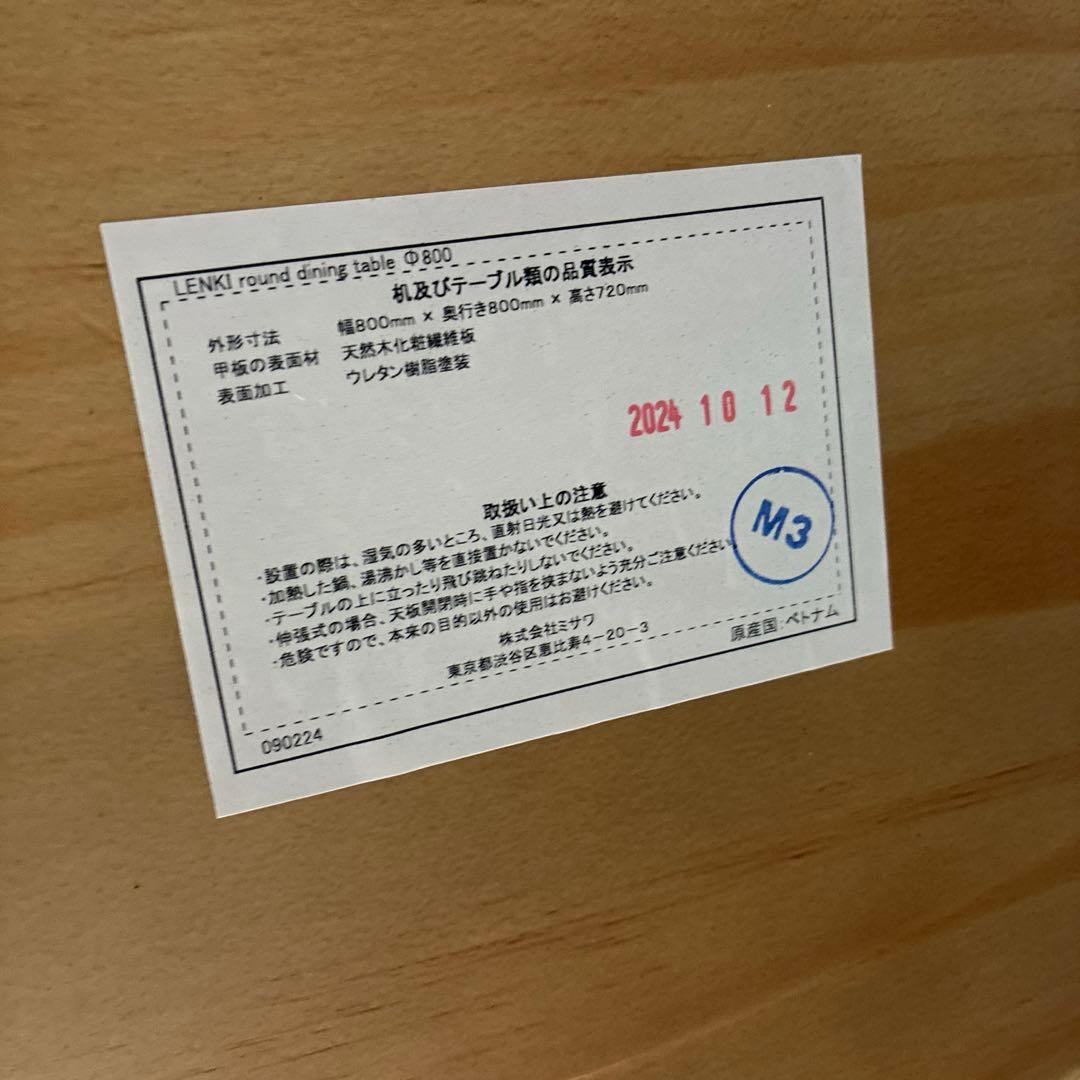 LENKI round dining table Φ800
机及びテーブル類の品質表示
外形寸法 幅800mm × 奥行き800mm × 高さ720mm
甲板の表面材 天然木化粧繊維板
表面加工 ウレタン樹脂塗装
2024 10 12
取扱い上の注意
・設置の際は、湿気の多いところ、直射日光又は熱を避けてください。
・加熱した鍋、湯沸かし等を直接置かないでください。
・テーブルの上に立ったり飛び跳ねたりしないでください。
・伸張式の場合、天板開閉時に手や指を挟まないよう充分ご注意ください
・危険ですので、本来の目的以外の使用はお避けください。
M3
株式会社ミサワ
東京都渋谷区恵比寿4-20-3
原産国：ベトナム
090224